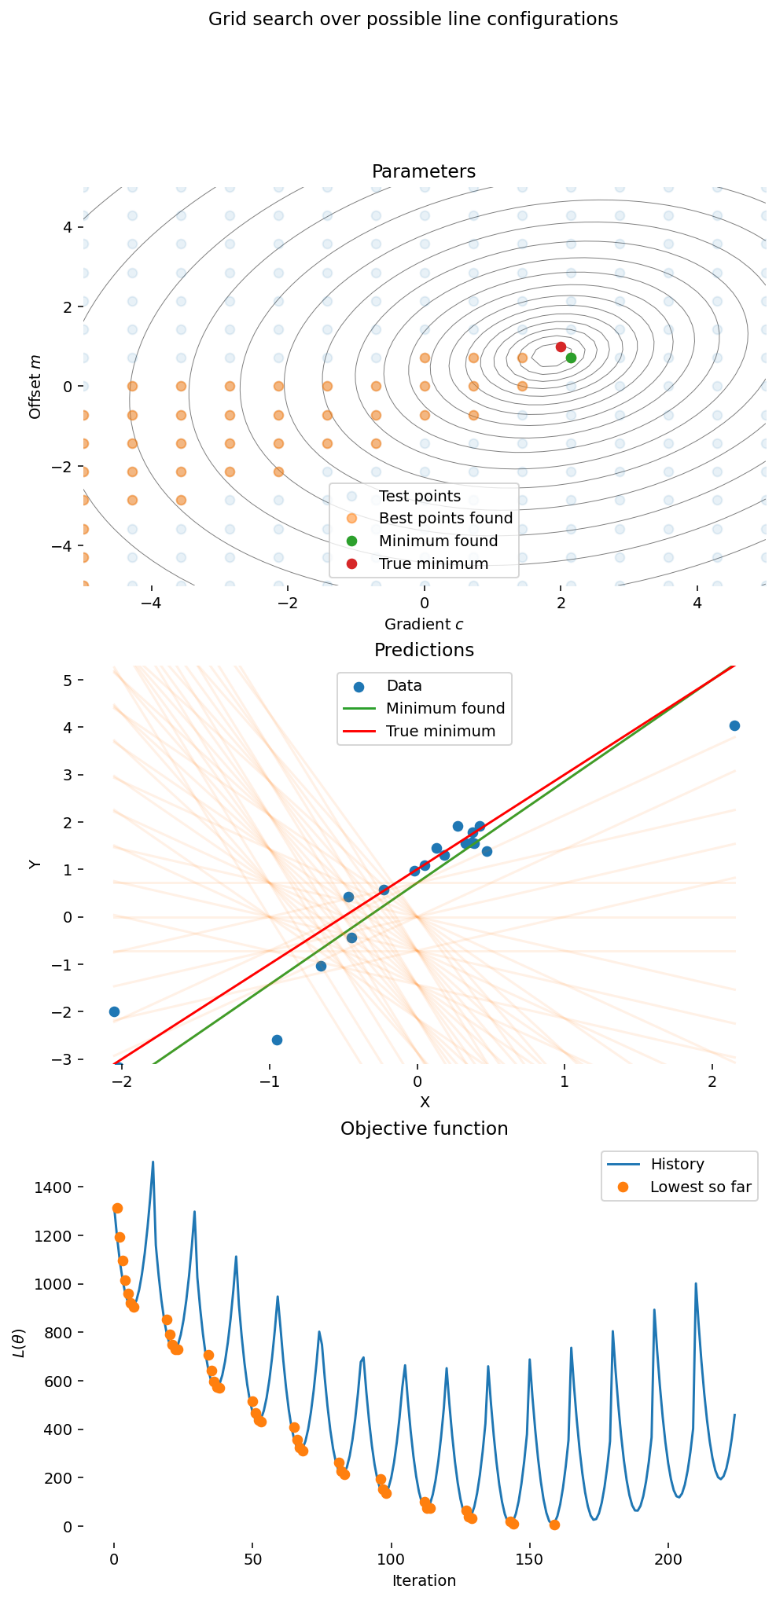 Grid search over possible line configurations
Parameters
4
2
0
−2
−4
Offset m
Test points
Best points found
Minimum found
True minimum
−4
−2
0
2
4
Gradient c
Predictions
5
4
3
2
1
0
−1
−2
−3
Y
Data
Minimum found
True minimum
−2
−1
0
1
2
X
Objective function
1400
1200
1000
800
600
400
200
0
L(θ)
History
Lowest so far
0
50
100
150
200
Iteration